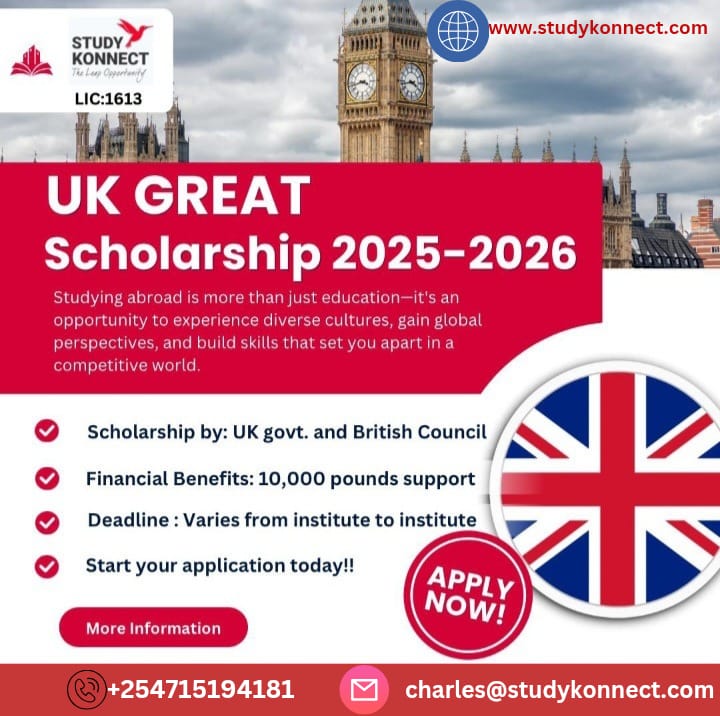 www.studykonnect.com
STUDY
KONNECT
The Leap Opportunity
LIC:1613
UK GREAT
Scholarship 2025-2026
Studying abroad is more than just education—it's an
opportunity to experience diverse cultures, gain global
perspectives, and build skills that set you apart in a
competitive world.
Scholarship by: UK govt. and British Council
Financial Benefits: 10,000 pounds support
Deadline : Varies from institute to institute
Start your application today!!
APPLY
NOW!
More Information
+254715194181
charles@studykonnect.com